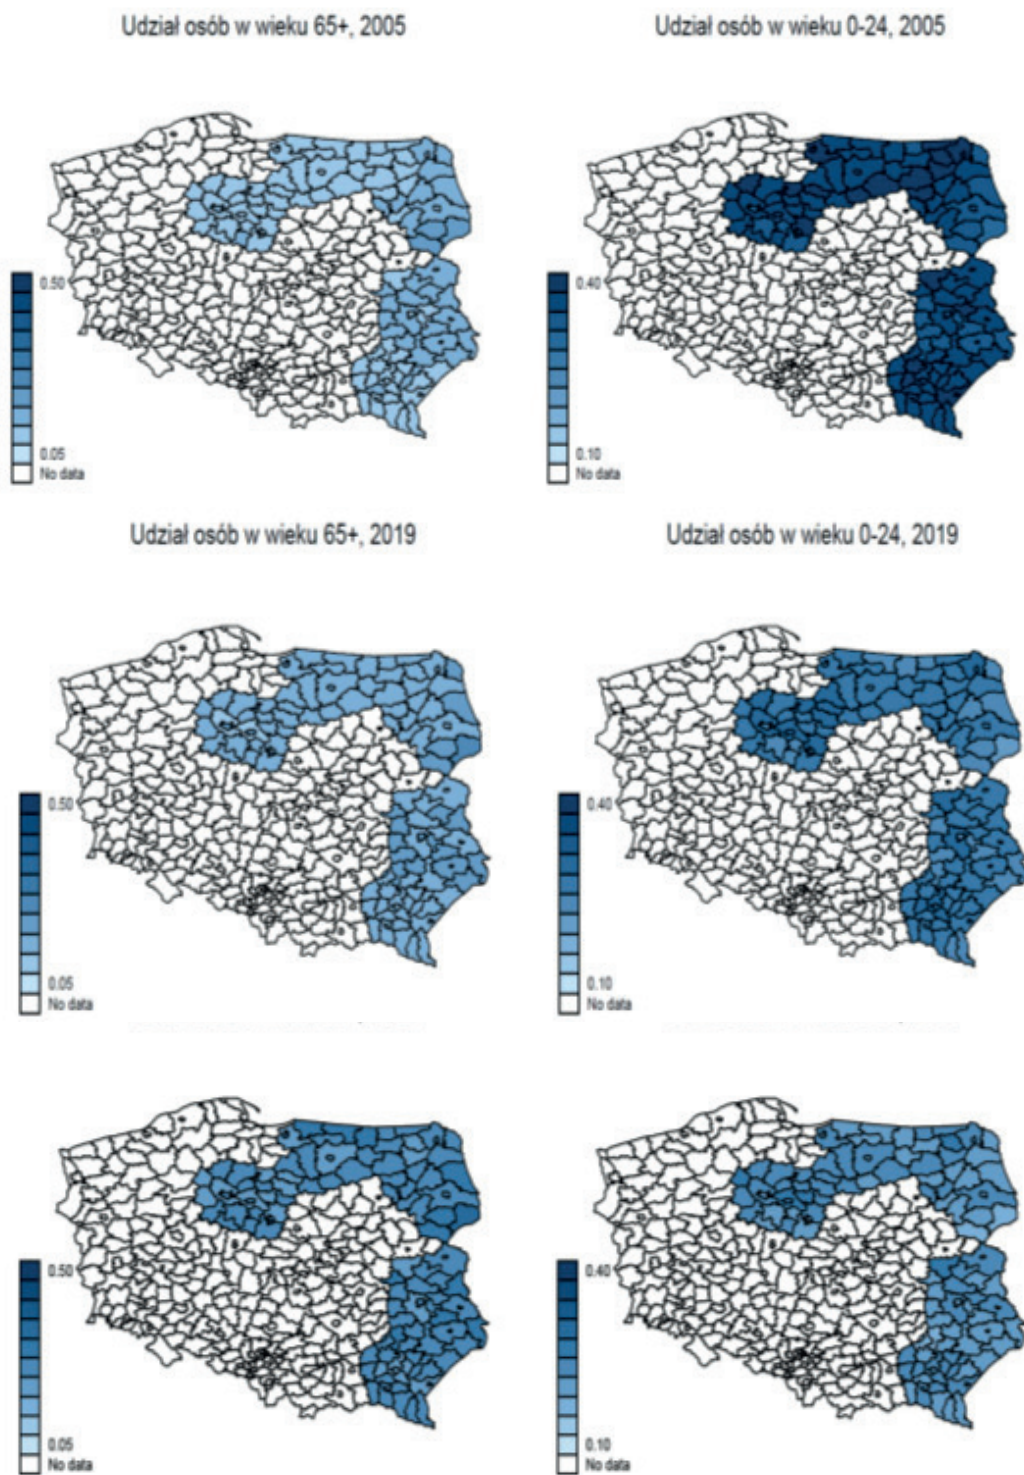 Udział osób w wieku 65+, 2005
Udział osób w wieku 0-24, 2005
0.50
0.05
No data
0.40
0.10
No data
Udział osób w wieku 65+, 2019
Udział osób w wieku 0-24, 2019
0.50
0.05
No data
0.40
0.10
No data
0.50
0.05
No data
0.40
0.10
No data